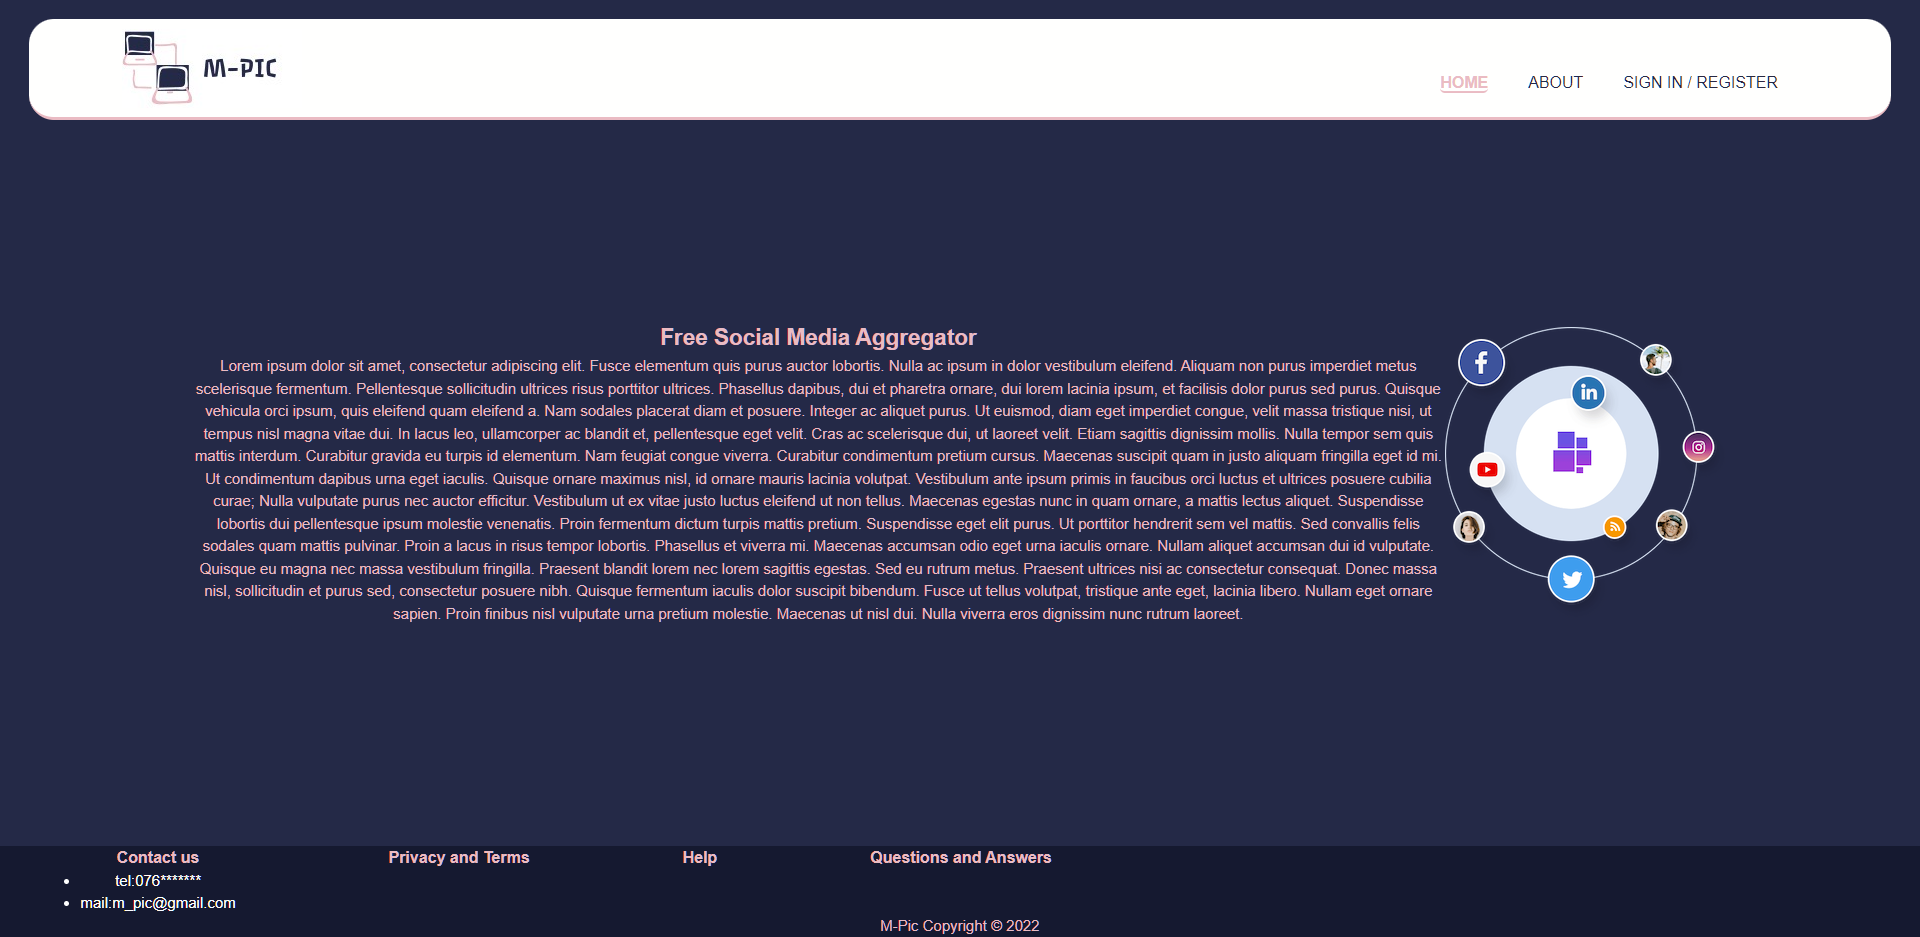 M-PIC
HOME ABOUT SIGN IN / REGISTER
Free Social Media Aggregator
Lorem ipsum dolor sit amet, consectetur adipiscing elit. Fusce elementum quis purus auctor lobortis. Nulla ac ipsum in dolor vestibulum eleifend. Aliquam non purus imperdiet metus
scelerisque fermentum. Pellentesque sollicitudin ultrices risus porttitor ultrices. Phasellus dapibus, dui et pharetra ornare, dui lorem lacinia ipsum, et facilisis dolor purus sed purus. Quisque
vehicula orci ipsum, quis eleifend quam eleifend a. Nam sodales placerat diam et posuere. Integer ac aliquet purus. Ut euismod, diam eget imperdiet congue, velit massa tristique nisi, ut
tempus nisl magna vitae dui. In lacus leo, ullamcorper ac blandit et, pellentesque eget velit. Cras ac scelerisque dui, ut laoreet velit. Etiam sagittis dignissim mollis. Nulla tempor sem quis
mattis interdum. Curabitur gravida eu turpis id elementum. Nam feugiat congue viverra. Curabitur condimentum pretium cursus. Maecenas suscipit quam in justo aliquam fringilla eget id mi.
Ut condimentum dapibus urna eget iaculis. Quisque ornare maximus nisl, id ornare mauris lacinia volutpat. Vestibulum ante ipsum primis in faucibus orci luctus et ultrices posuere cubilia
curae; Nulla vulputate purus nec auctor efficitur. Vestibulum ut ex vitae justo luctus eleifend ut non tellus. Maecenas egestas nunc in quam ornare, a mattis lectus aliquet. Suspendisse
lobortis dui pellentesque ipsum molestie venenatis. Proin fermentum dictum turpis mattis pretium. Suspendisse eget elit purus. Ut porttitor hendrerit sem vel mattis. Sed convallis felis
sodales quam mattis pulvinar. Proin a lacus in risus tempor lobortis. Phasellus et viverra mi. Maecenas accumsan odio eget urna iaculis ornare. Nullam aliquet accumsan dui id vulputate.
Quisque eu magna nec massa vestibulum fringilla. Praesent blandit lorem nec lorem sagittis egestas. Sed eu rutrum metus. Praesent ultrices nisi ac consectetur consequat. Donec massa
nisl, sollicitudin et purus sed, consectetur posuere nibh. Quisque fermentum iaculis dolor suscipit bibendum. Fusce ut tellus volutpat, tristique ante eget, lacinia libero. Nullam eget ornare
sapien. Proin finibus nisl vulputate urna pretium molestie. Maecenas ut nisl dui. Nulla viverra eros dignissim nunc rutrum laoreet.
f
in
Contact us
tel:076*******
mail:m_pic@gmail.com
Privacy and Terms
Help
Questions and Answers
M-Pic Copyright © 2022